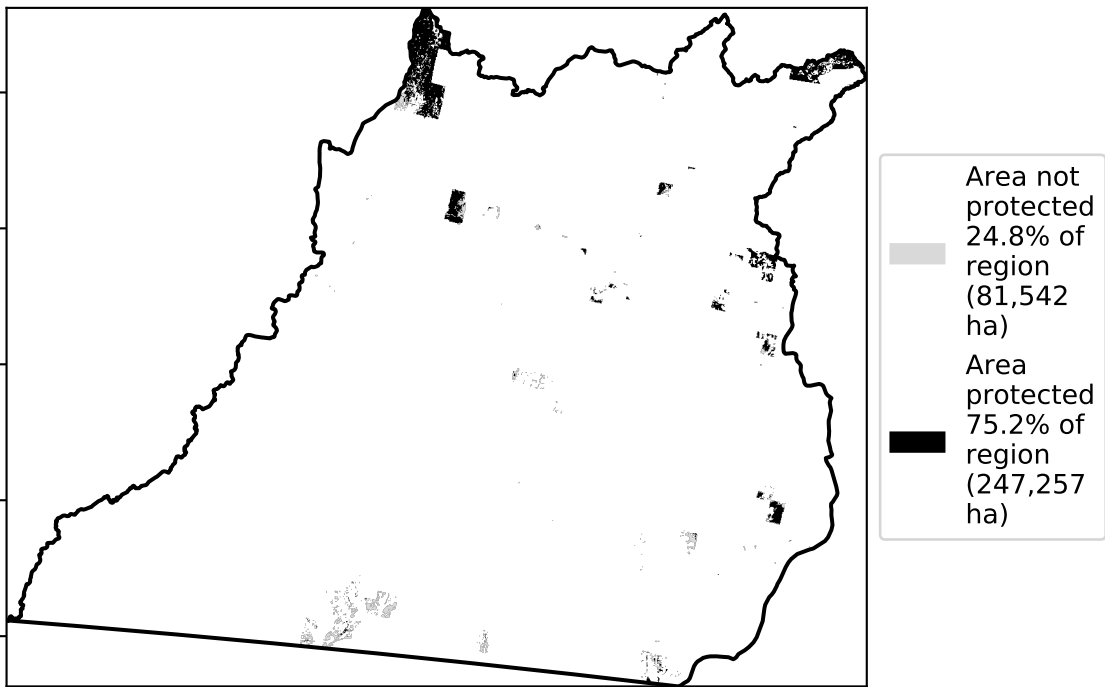 Area not
protected
24.8% of
region
(81,542
ha)
Area
protected
75.2% of
region
(247,257
ha)